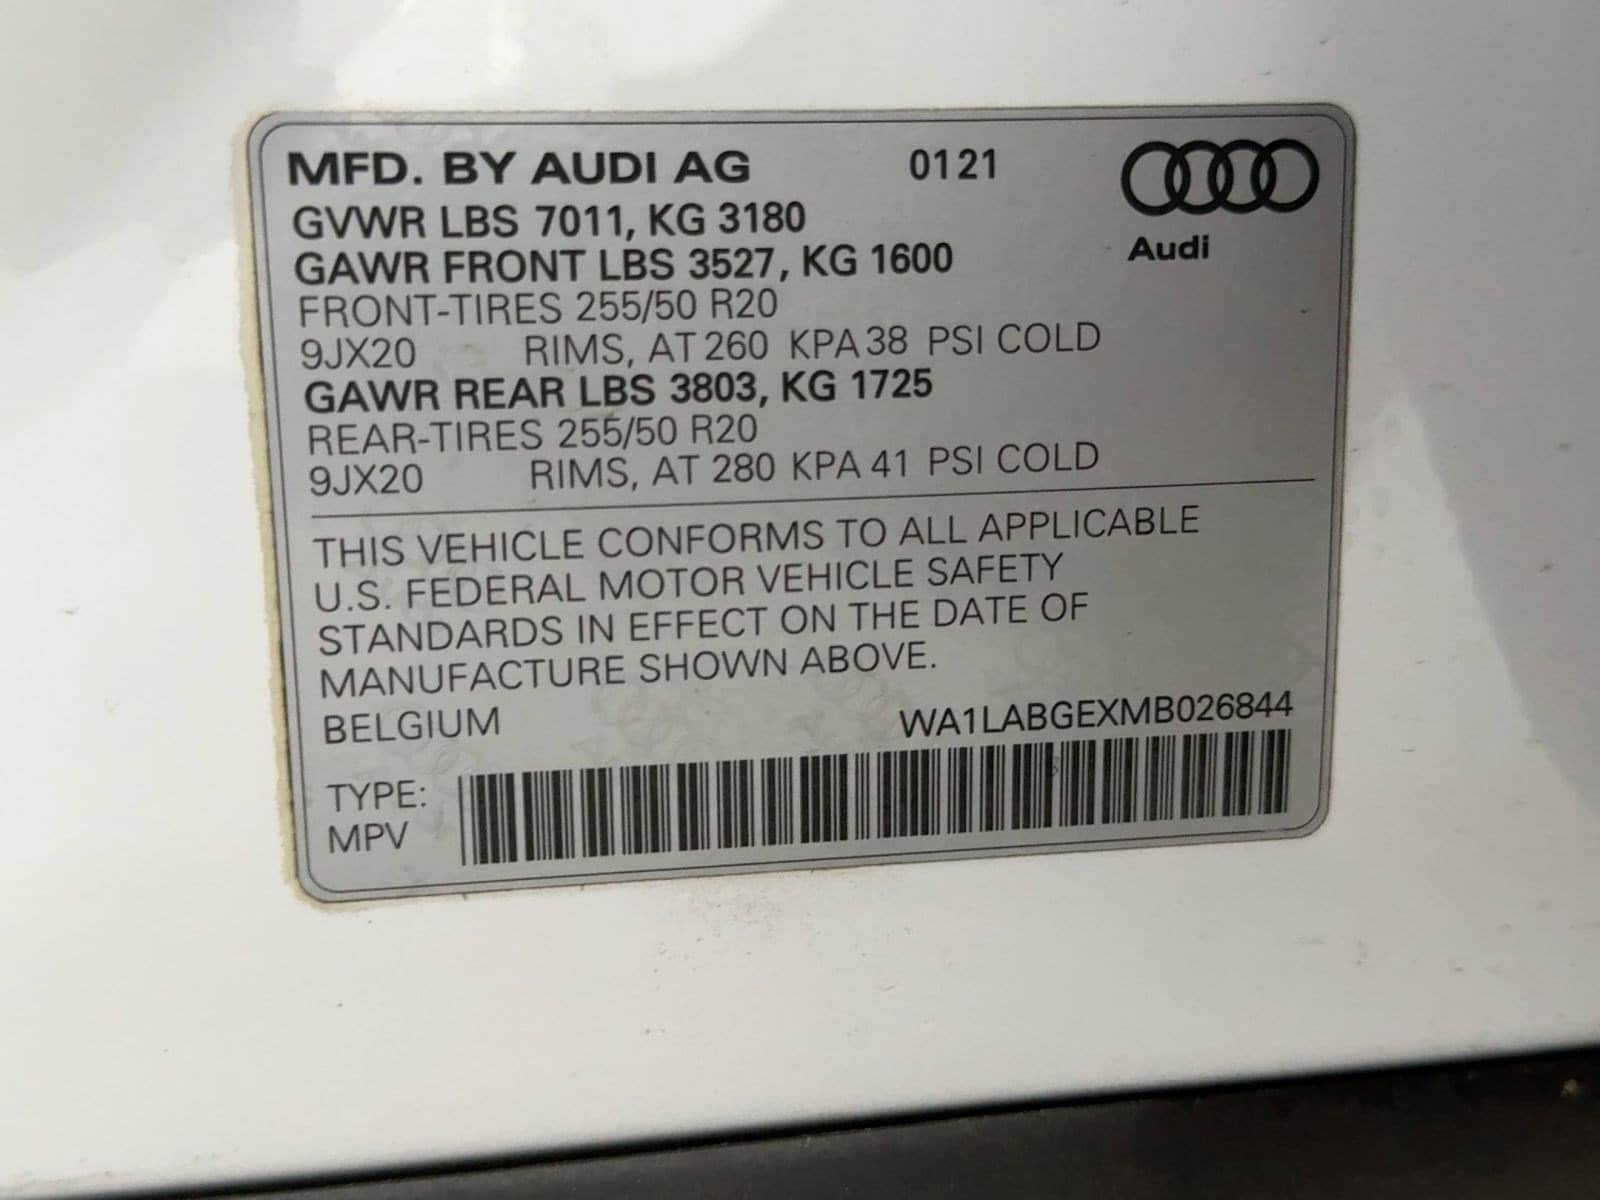 MFD. BY AUDI AG 0121
GVWR LBS 7011, KG 3180
GAWR FRONT LBS 3527, KG 1600
Audi
FRONT-TIRES 255/50 R20
9JX20 RIMS, AT 260 KPA 38 PSI COLD
GAWR REAR LBS 3803, KG 1725
REAR-TIRES 255/50 R20
9JX20 RIMS, AT 280 KPA 41 PSI COLD
THIS VEHICLE CONFORMS TO ALL APPLICABLE
U.S. FEDERAL MOTOR VEHICLE SAFETY
STANDARDS IN EFFECT ON THE DATE OF
MANUFACTURE SHOWN ABOVE.
BELGIUM WA1LABGEXMB026844
TYPE:
MPV